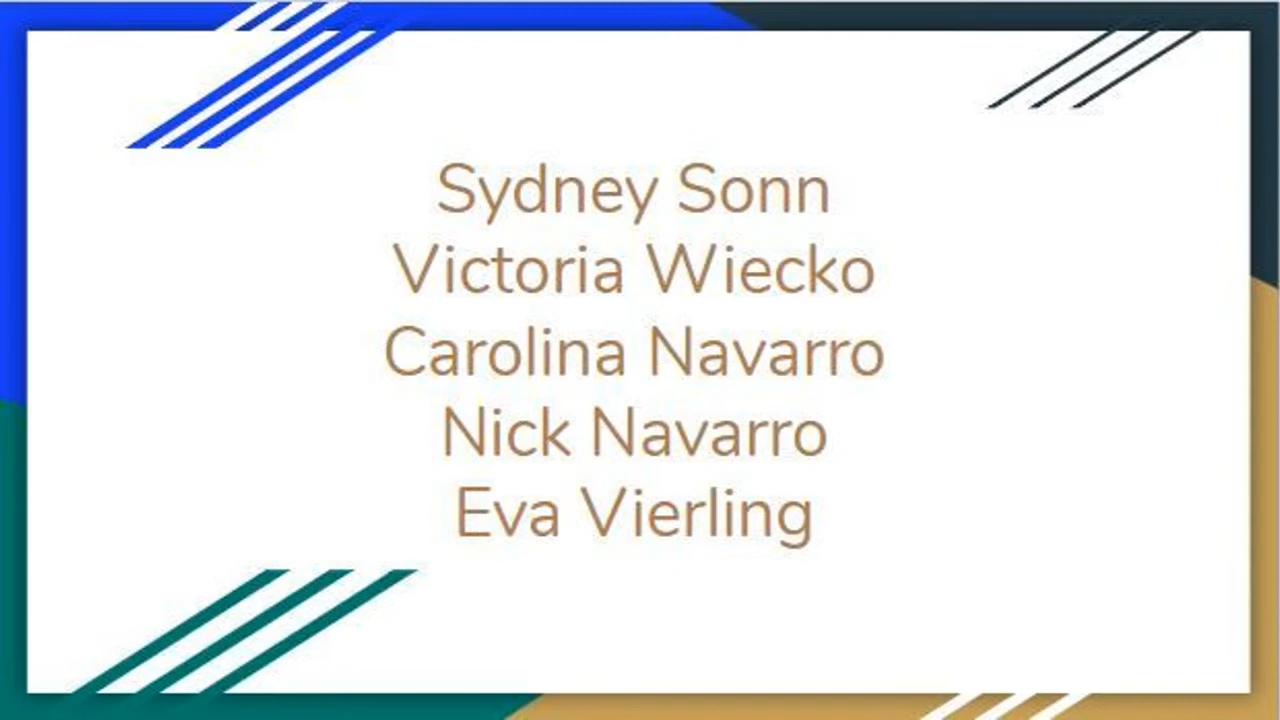 Sydney Sonn
Victoria Wiecko
Carolina Navarro
Nick Navarro
Eva Vierling